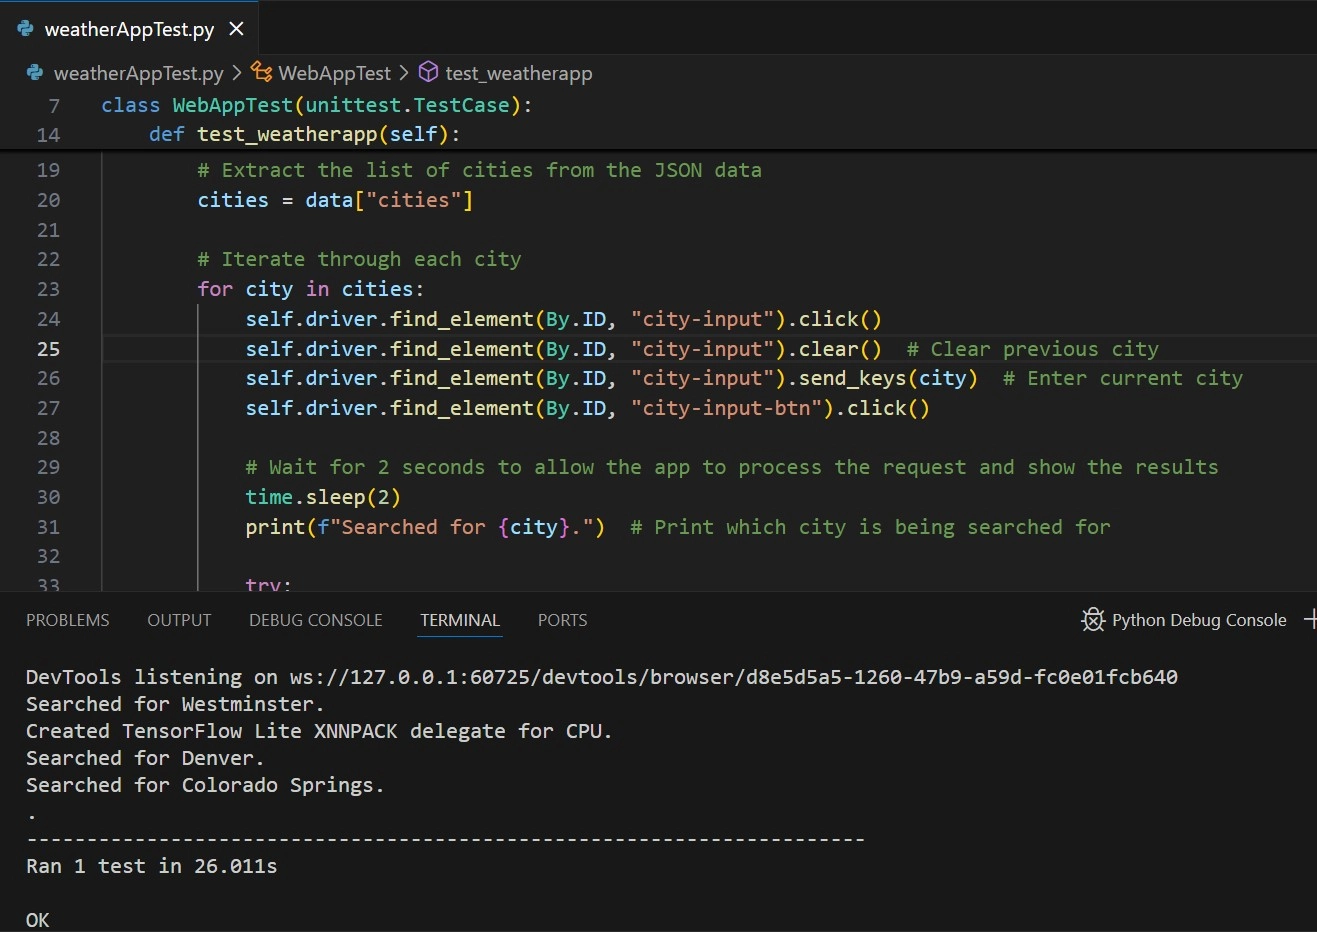 weatherAppTest.py
weatherAppTest.py > WebAppTest > test_weatherapp
7 class WebAppTest(unittest.TestCase):
14 def test_weatherapp(self):
19 # Extract the list of cities from the JSON data
20 cities = data["cities"]
21
22 # Iterate through each city
23 for city in cities:
24 self.driver.find_element(By.ID, "city-input").click()
25 self.driver.find_element(By.ID, "city-input").clear() # Clear previous city
26 self.driver.find_element(By.ID, "city-input").send_keys(city) # Enter current city
27 self.driver.find_element(By.ID, "city-input-btn").click()
28
29 # Wait for 2 seconds to allow the app to process the request and show the results
30 time.sleep(2)
31 print(f"Searched for {city}.") # Print which city is being searched for
32
33 try:
PROBLEMS OUTPUT DEBUG CONSOLE TERMINAL PORTS Python Debug Console
DevTools listening on ws://127.0.0.1:60725/devtools/browser/d8e5d5a5-1260-47b9-a59d-fc0e01fcb640
Searched for Westminster.
Created TensorFlow Lite XNNPACK delegate for CPU.
Searched for Denver.
Searched for Colorado Springs.
.
----------------------------------------------------------------------
Ran 1 test in 26.011s
OK